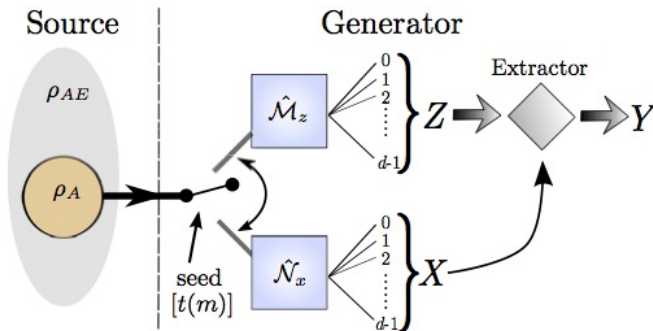 Source
Generator
ρ_AE
ρ_A
seed
[t(m)]
ℳ̂_z
0
1
2
d-1
Z
Extractor
Y
𝒩̂_x
0
1
2
d-1
X